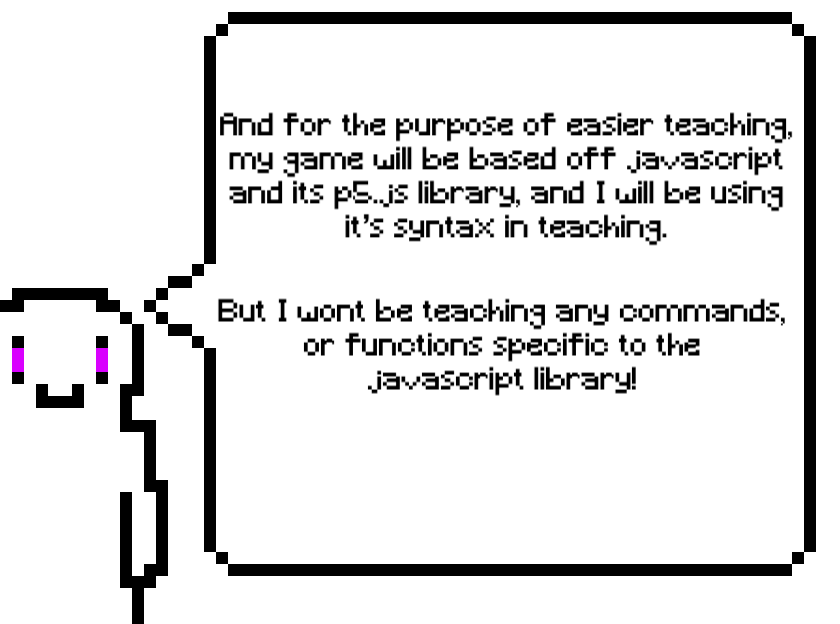 And for the purpose of easier teaching,
my game will be based off javascript
and its p5.js library, and I will be using
it's syntax in teaching.
But I wont be teaching any commands,
or functions specific to the
javascript library!